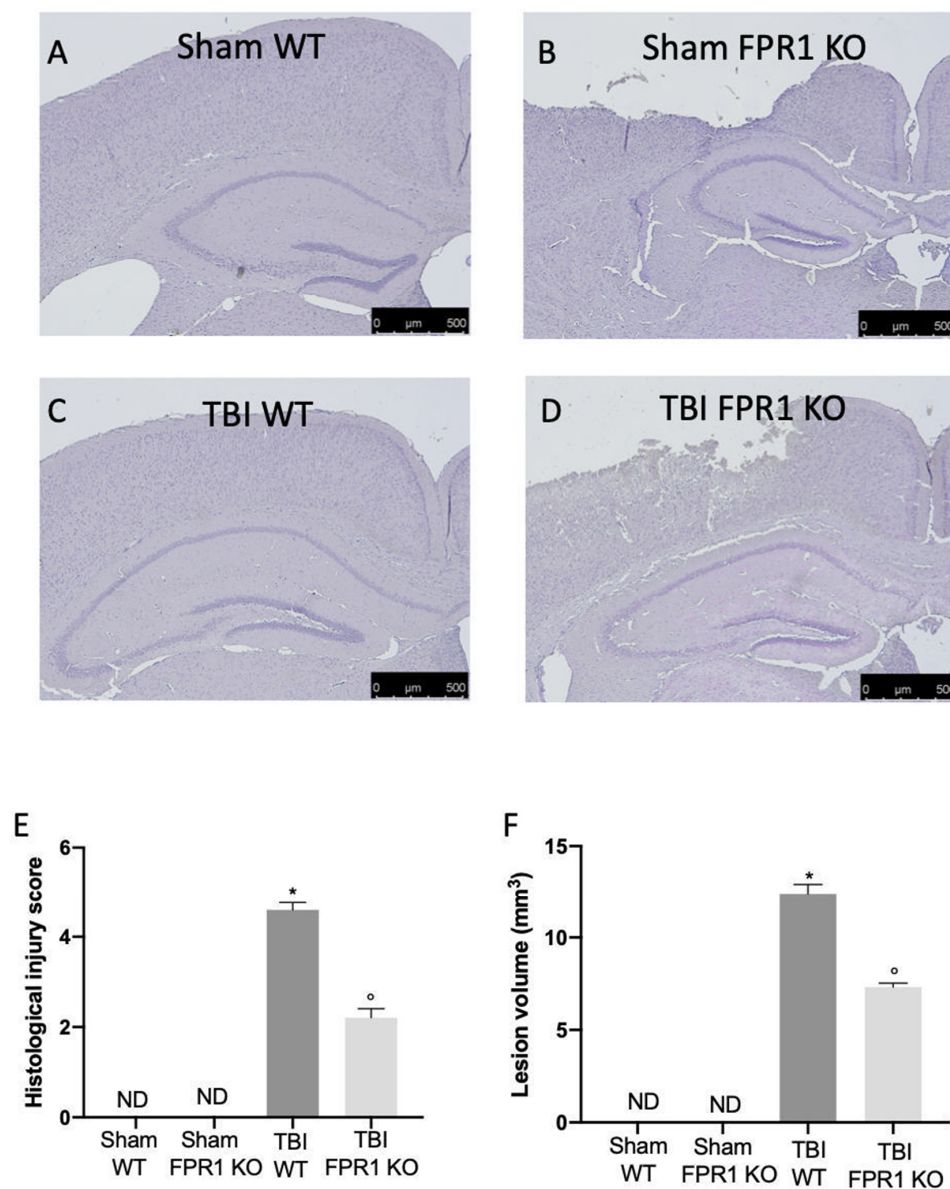 A Sham WT
B Sham FPR1 KO
0 µm 500
0 µm 500
C TBI WT
D TBI FPR1 KO
0 µm 500
0 µm 500
E
Histological injury score
6
4
2
0
*
°
ND
ND
Sham
WT
Sham
FPR1 KO
TBI
WT
TBI
FPR1 KO
F
Lesion volume (mm³)
15
10
5
0
*
°
ND
ND
Sham
WT
Sham
FPR1 KO
TBI
WT
TBI
FPR1 KO